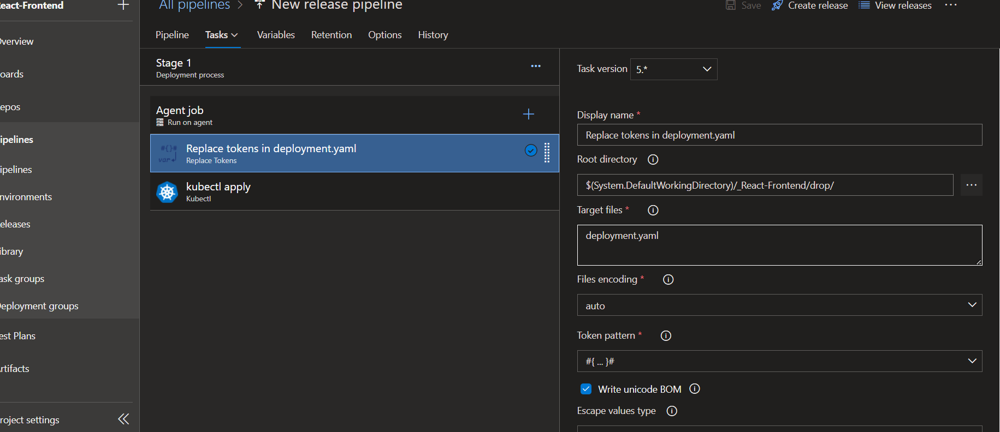 React-Frontend
All pipelines > New release pipeline
Save Create release View releases ...
Overview
oards
epos
ipelines
ipelines
nvironments
eleases
ibrary
ask groups
Deployment groups
est Plans
rtifacts
roject settings
Pipeline Tasks Variables Retention Options History
Stage 1
Deployment process
Agent job
Run on agent
#{}#
var
Replace tokens in deployment.yaml
Replace Tokens
kubectl apply
Kubectl
Task version 5.*
Display name *
Replace tokens in deployment.yaml
Root directory
$(System.DefaultWorkingDirectory)/_React-Frontend/drop/
Target files *
deployment.yaml
Files encoding *
auto
Token pattern *
#{ ... }#
Write unicode BOM
Escape values type